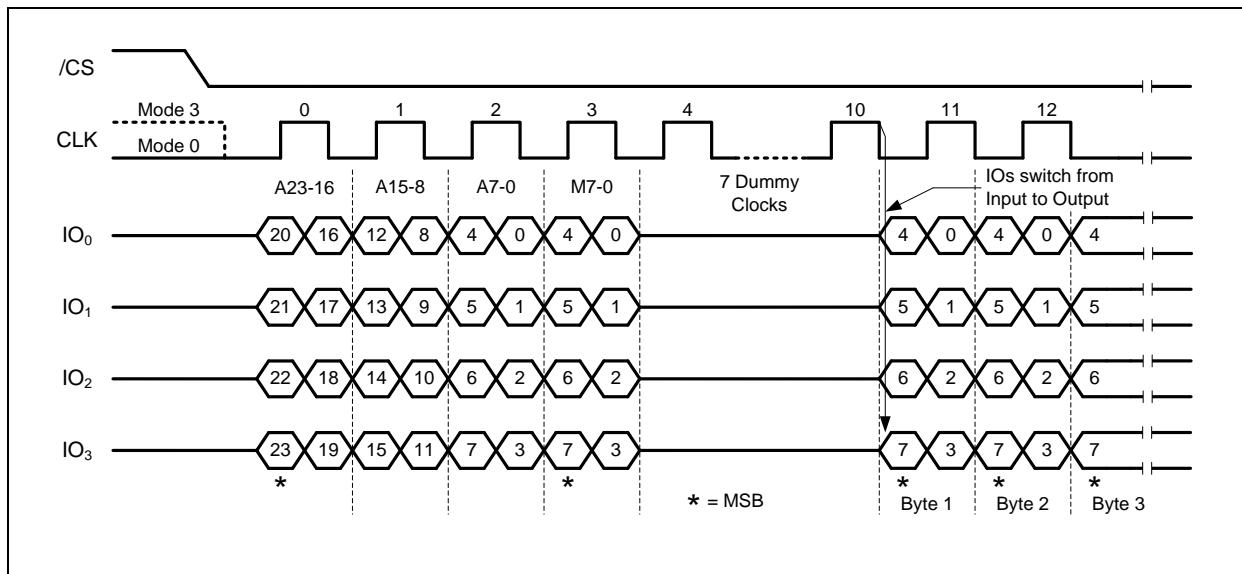 /CS
Mode 3 0 1 2 3 4 10 11 12
CLK Mode 0
A23-16 A15-8 A7-0 M7-0 7 Dummy Clocks IOs switch from Input to Output
IO₀ 20 16 12 8 4 0 4 0 4 0 4 0 4
IO₁ 21 17 13 9 5 1 5 1 5 1 5 1 5
IO₂ 22 18 14 10 6 2 6 2 6 2 6 2 6
IO₃ 23 19 15 11 7 3 7 3 7 3 7 3 7
* * * * *
* = MSB Byte 1 Byte 2 Byte 3